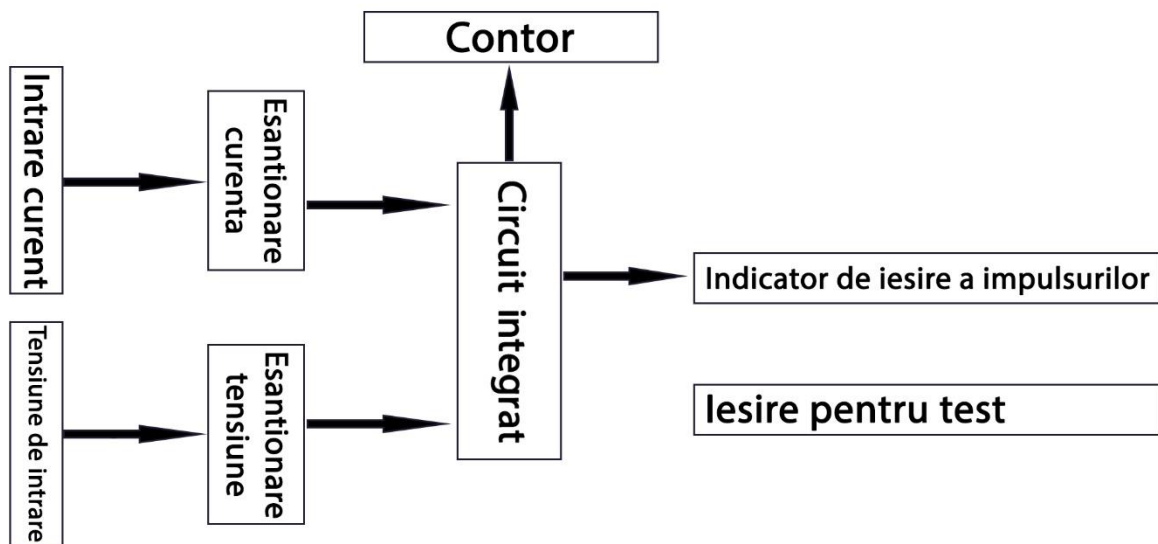 Contor
Intrare curent
Esantionare
curenta
Circuit integrat
Indicator de iesire a impulsurilor
Tensiune de intrare
Esantionare
tensiune
Iesire pentru test